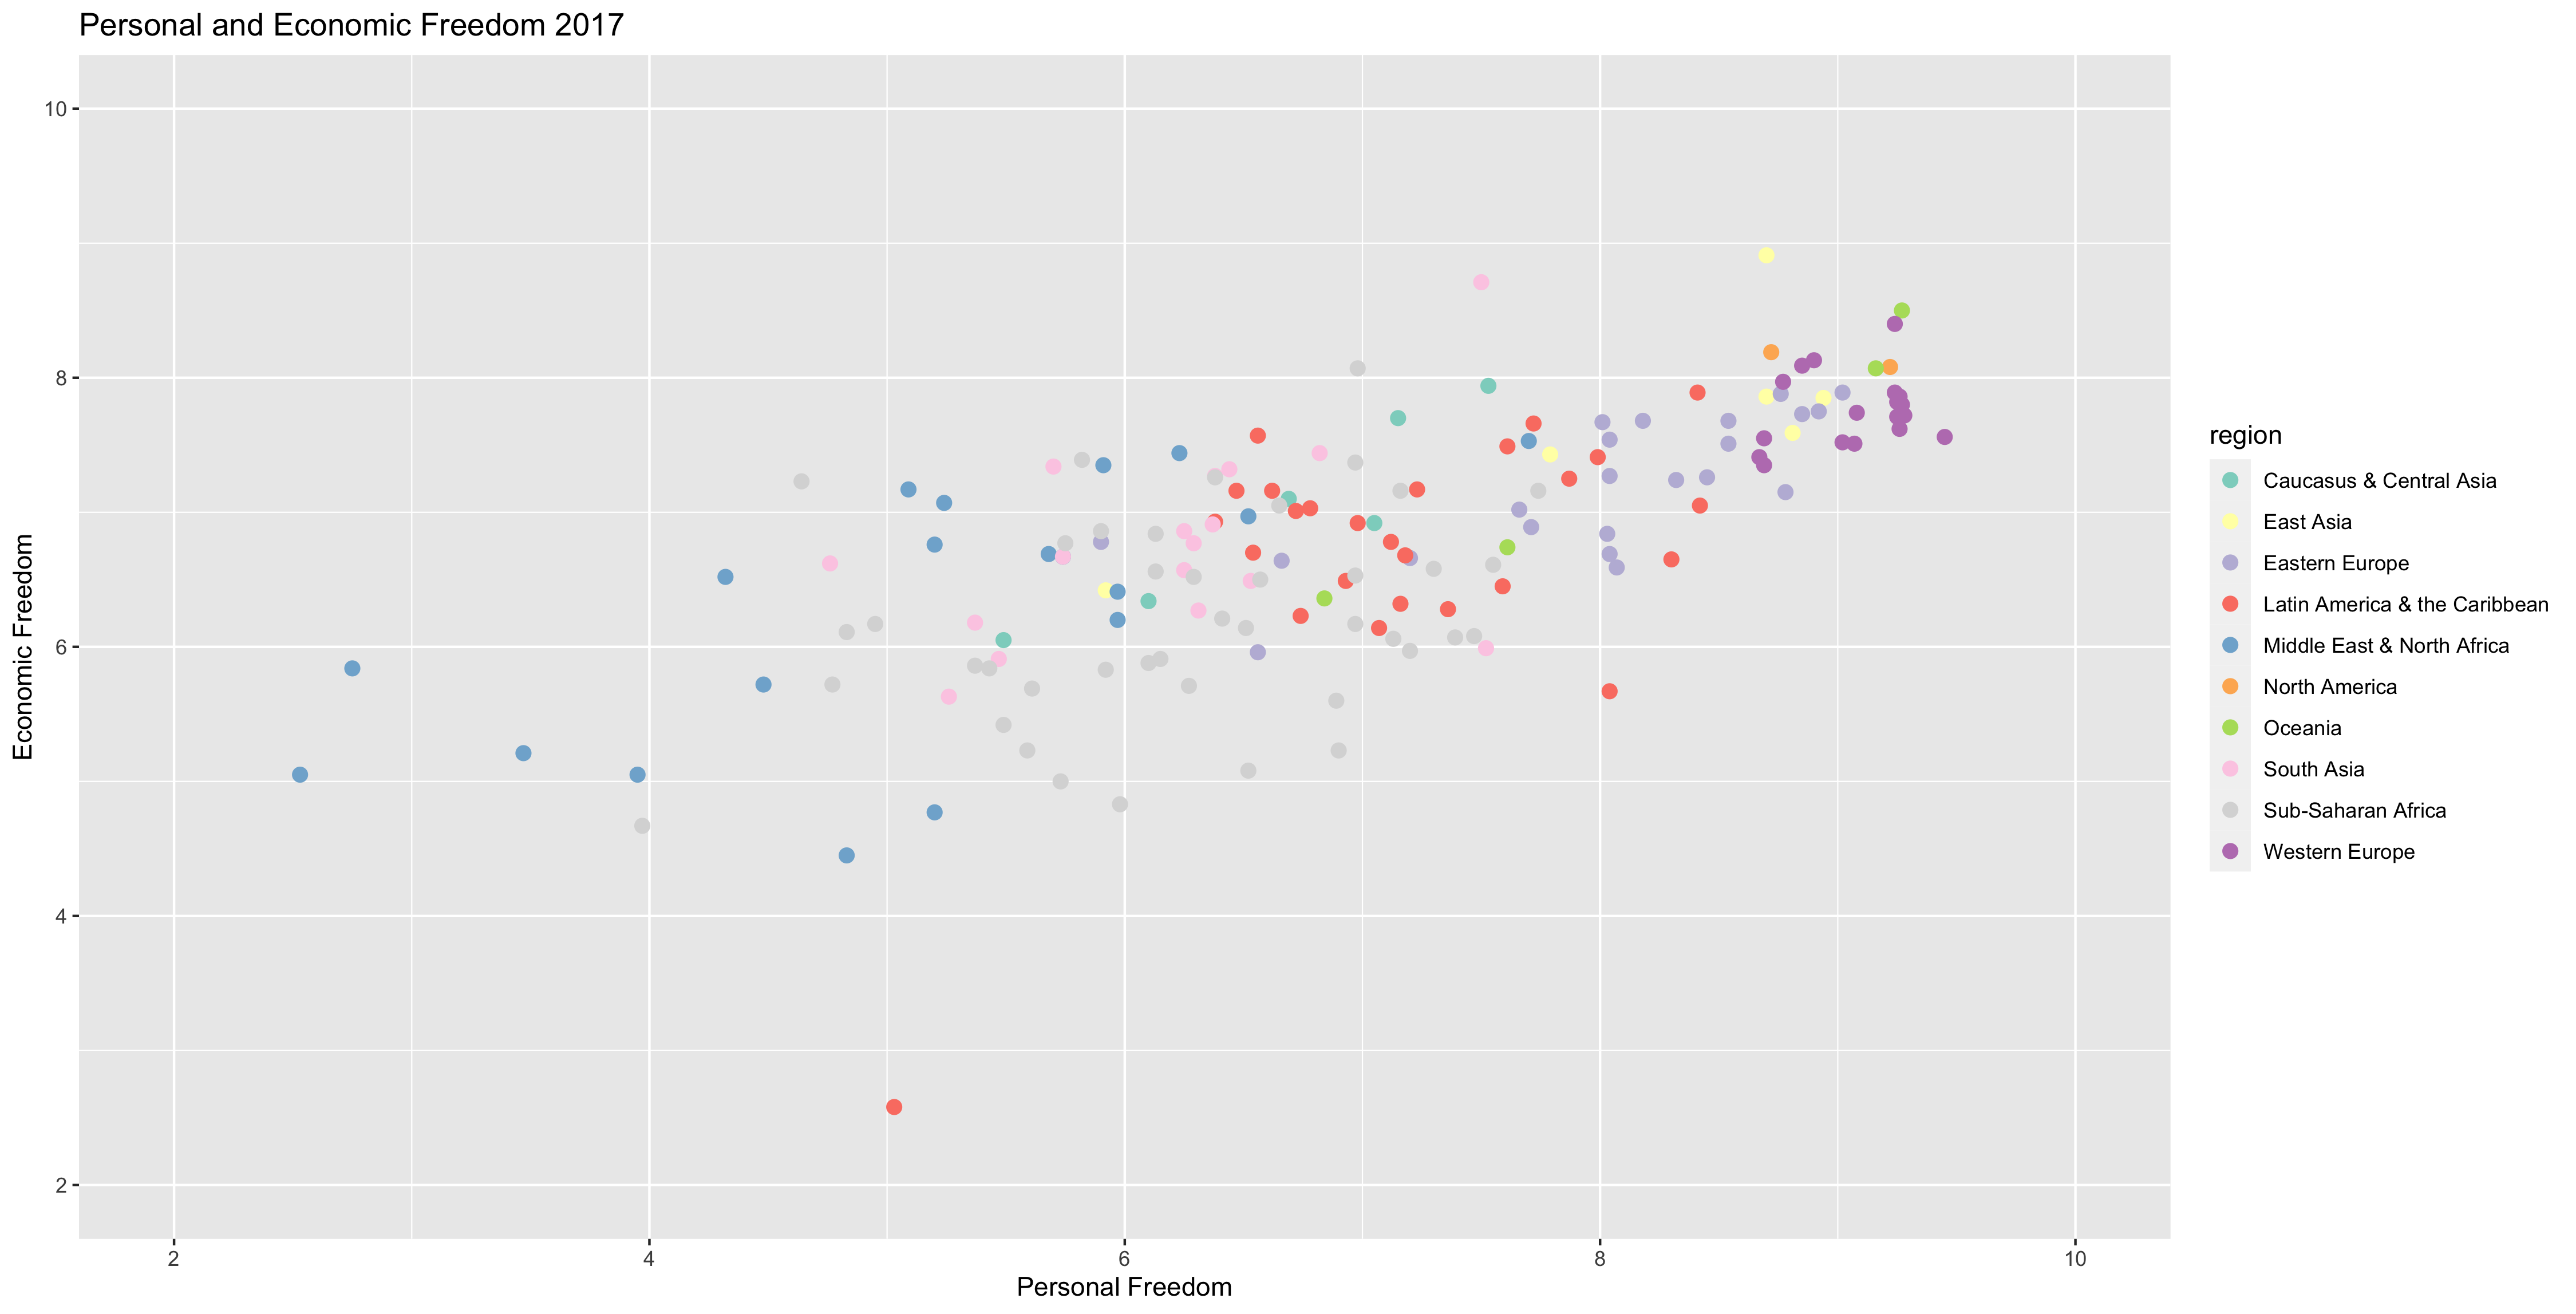 Personal and Economic Freedom 2017
10
8
6
4
2
Economic Freedom
2 4 6 8 10
Personal Freedom
region
Caucasus & Central Asia
East Asia
Eastern Europe
Latin America & the Caribbean
Middle East & North Africa
North America
Oceania
South Asia
Sub-Saharan Africa
Western Europe